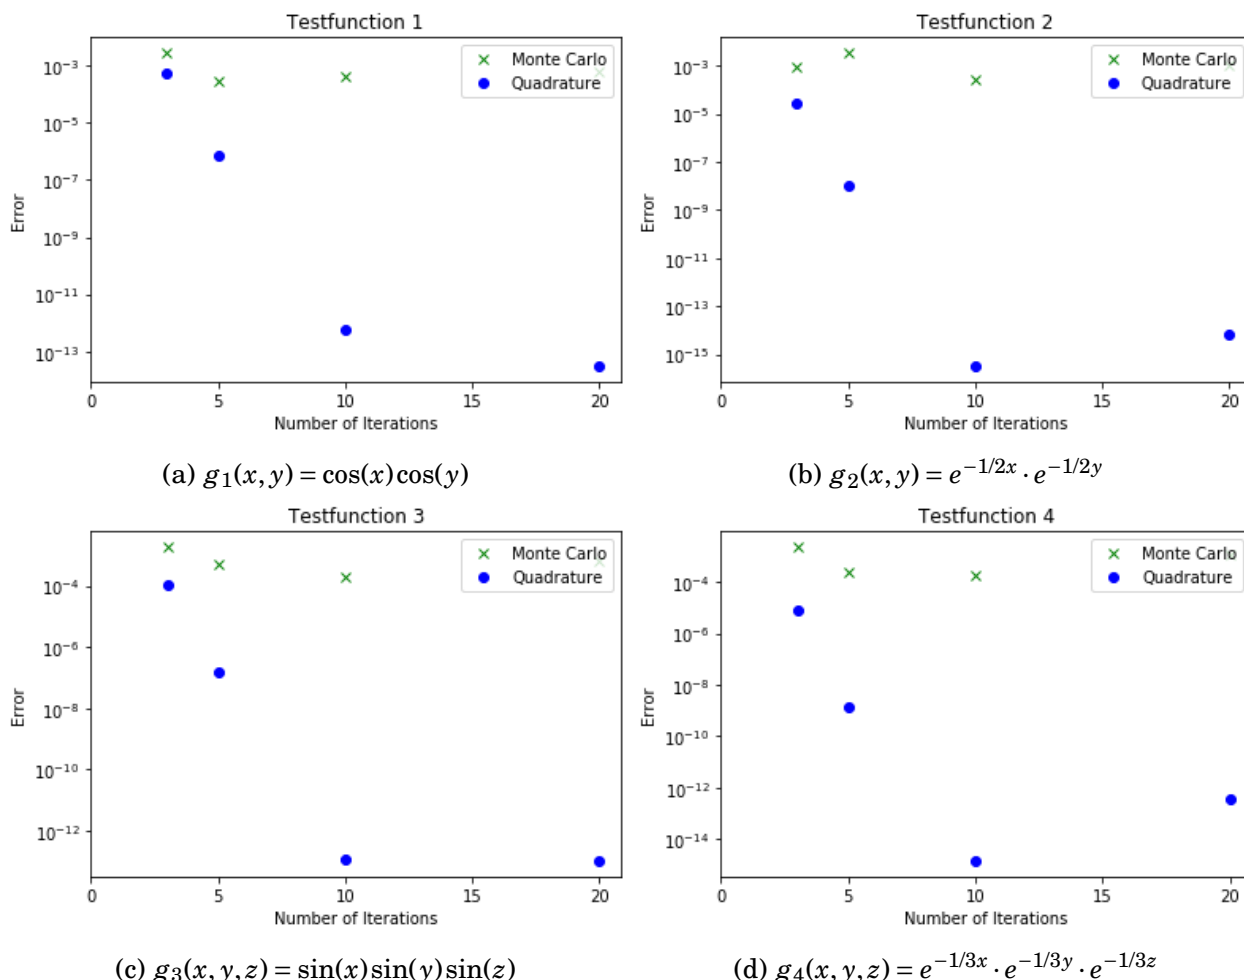 Testfunction 1
Testfunction 2
Monte Carlo
Quadrature
Monte Carlo
Quadrature
10⁻³
10⁻⁵
10⁻⁷
10⁻⁹
10⁻¹¹
10⁻¹³
Error
0 5 10 15 20
Number of Iterations
10⁻³
10⁻⁵
10⁻⁷
10⁻⁹
10⁻¹¹
10⁻¹³
10⁻¹⁵
Error
0 5 10 15 20
Number of Iterations
(a) g₁(x, y) = cos(x)cos(y)
(b) g₂(x, y) = e⁻¹/²ˣ · e⁻¹/²ʸ
Testfunction 3
Testfunction 4
Monte Carlo
Quadrature
Monte Carlo
Quadrature
10⁻⁴
10⁻⁶
10⁻⁸
10⁻¹⁰
10⁻¹²
Error
0 5 10 15 20
Number of Iterations
10⁻⁴
10⁻⁶
10⁻⁸
10⁻¹⁰
10⁻¹²
10⁻¹⁴
Error
0 5 10 15 20
Number of Iterations
(c) g₃(x, y, z) = sin(x)sin(y)sin(z)
(d) g₄(x, y, z) = e⁻¹/³ˣ · e⁻¹/³ʸ · e⁻¹/³ᶻ